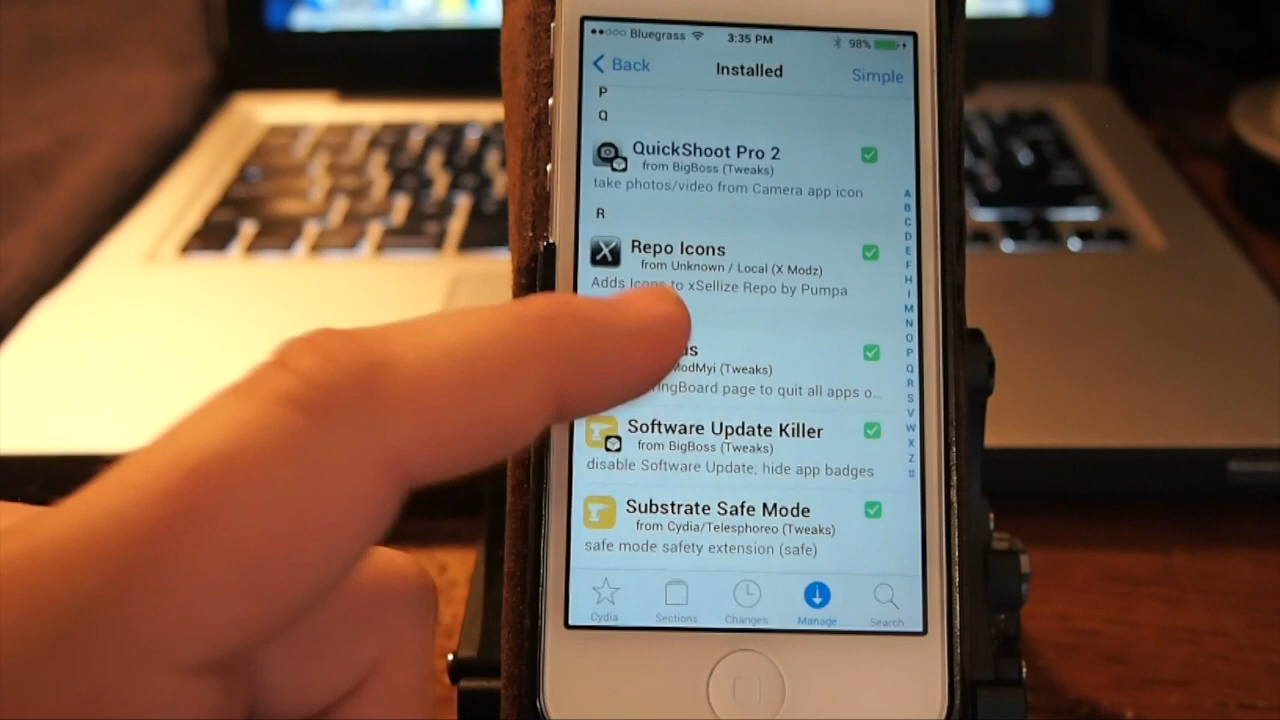 Bluegrass 3:35 PM 98%
Back Installed Simple
P
Q
QuickShoot Pro 2
from BigBoss (Tweaks)
take photos/video from Camera app icon
R
Repo Icons
from Unknown / Local (X Modz)
Adds Icons to xSellize Repo by Pumpa
ModMyi (Tweaks)
page to quit all apps o...
Software Update Killer
from BigBoss (Tweaks)
disable Software Update; hide app badges
Substrate Safe Mode
from Cydia/Telesphoreo (Tweaks)
safe mode safety extension (safe)
A
B
C
D
E
F
H
I
M
N
O
P
Q
R
S
V
W
X
Z
#
Cydia Sections Changes Manage Search